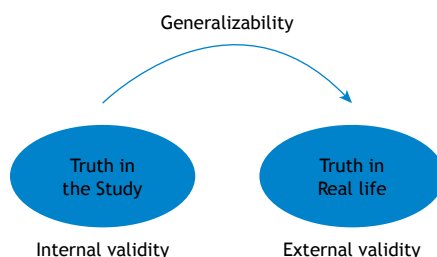 Generalizability
Truth in
the Study
Truth in
Real life
Internal validity
External validity